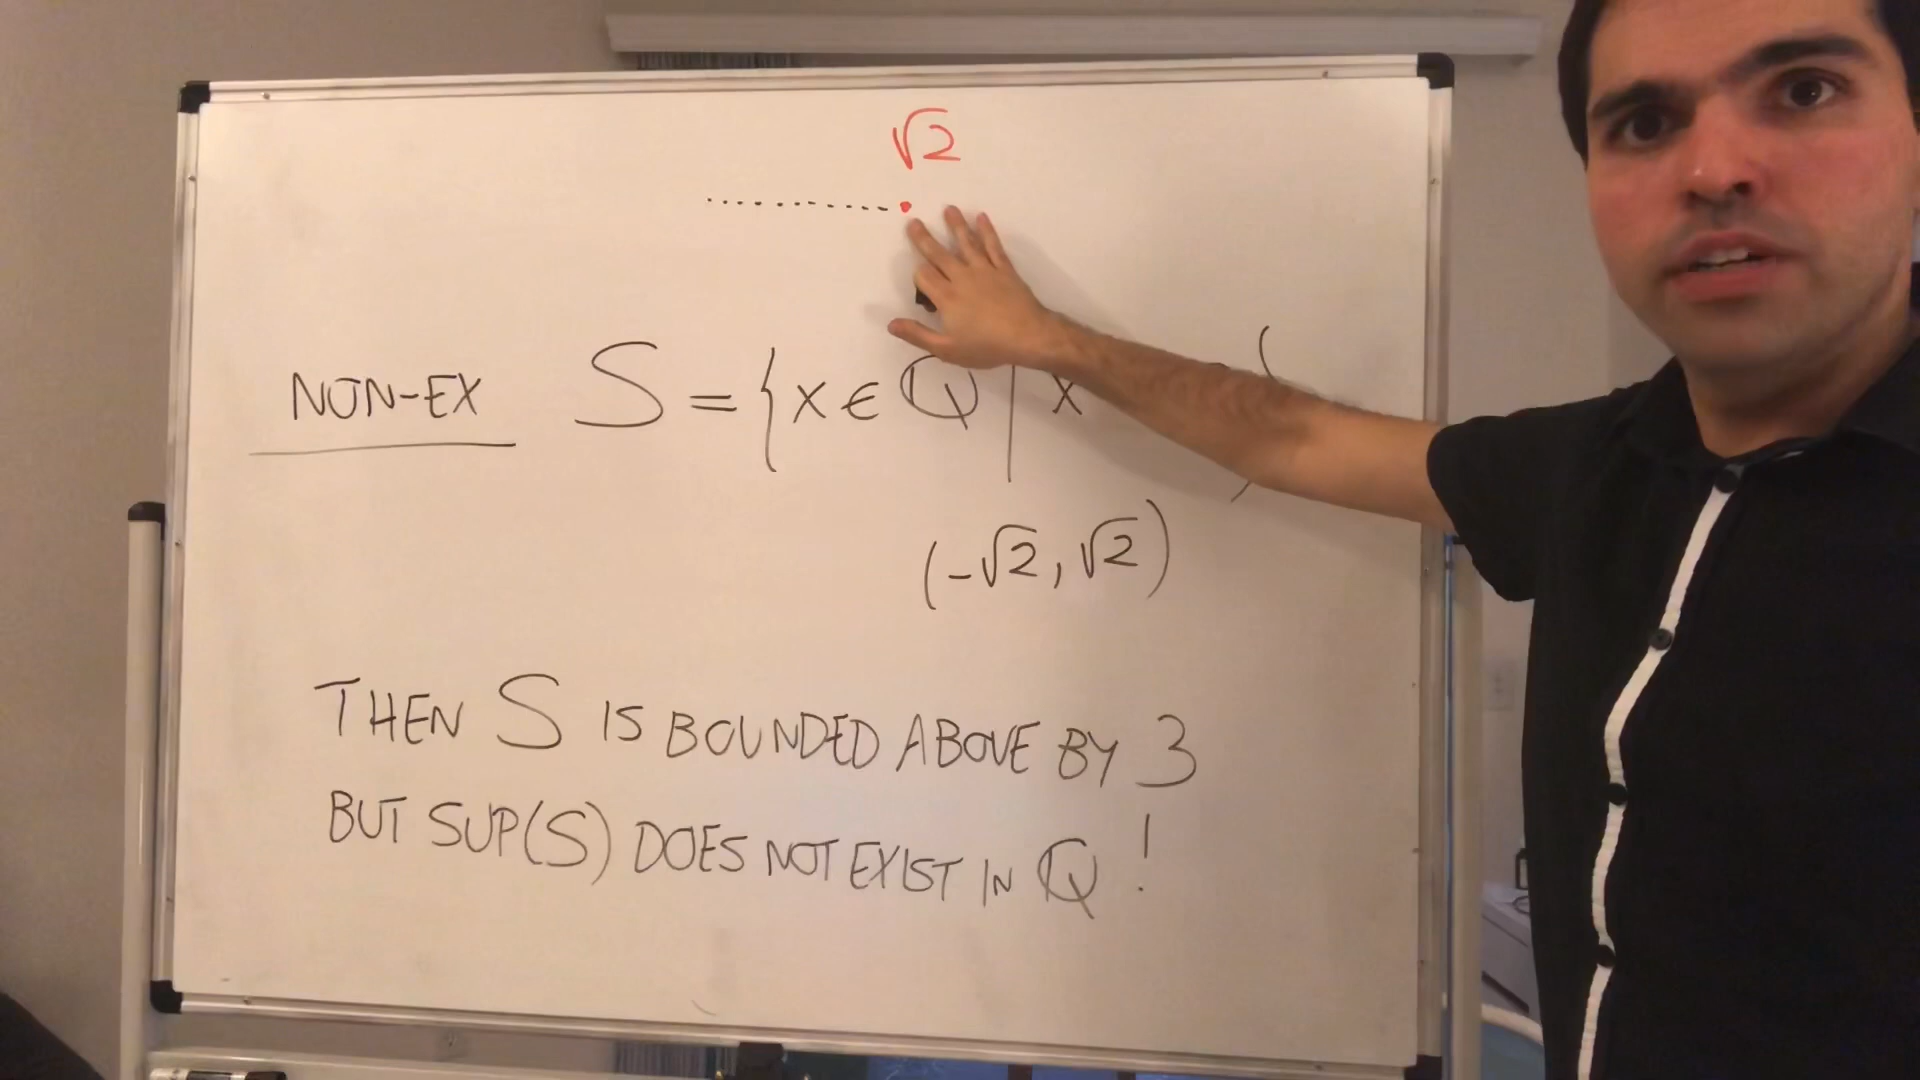 √2
NON-EX S = {x ∈ ℚ | x
(-√2, √2)
THEN S IS BOUNDED ABOVE BY 3
BUT SUP(S) DOES NOT EXIST IN ℚ !